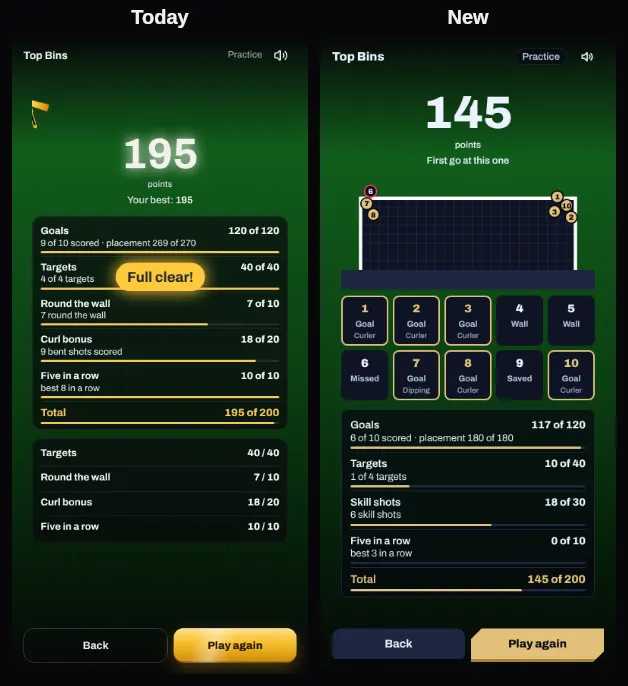 Today
Top Bins
Practice
195
points
Your best: 195
Goals 120 of 120
9 of 10 scored · placement 269 of 270
Targets 40 of 40
4 of 4 targets
Full clear!
Round the wall 7 of 10
7 round the wall
Curl bonus 18 of 20
9 bent shots scored
Five in a row 10 of 10
best 8 in a row
Total 195 of 200
Targets 40 / 40
Round the wall 7 / 10
Curl bonus 18 / 20
Five in a row 10 / 10
Back
Play again
New
Top Bins
Practice
145
points
First go at this one
6
7
8
1
10
3
2
1 2 3 4 5
Goal Goal Goal Wall Wall
Curler Curler Curler
6 7 8 9 10
Missed Goal Goal Saved Goal
Dipping Curler Curler
Goals 117 of 120
6 of 10 scored · placement 180 of 180
Targets 10 of 40
1 of 4 targets
Skill shots 18 of 30
6 skill shots
Five in a row 0 of 10
best 3 in a row
Total 145 of 200
Back
Play again